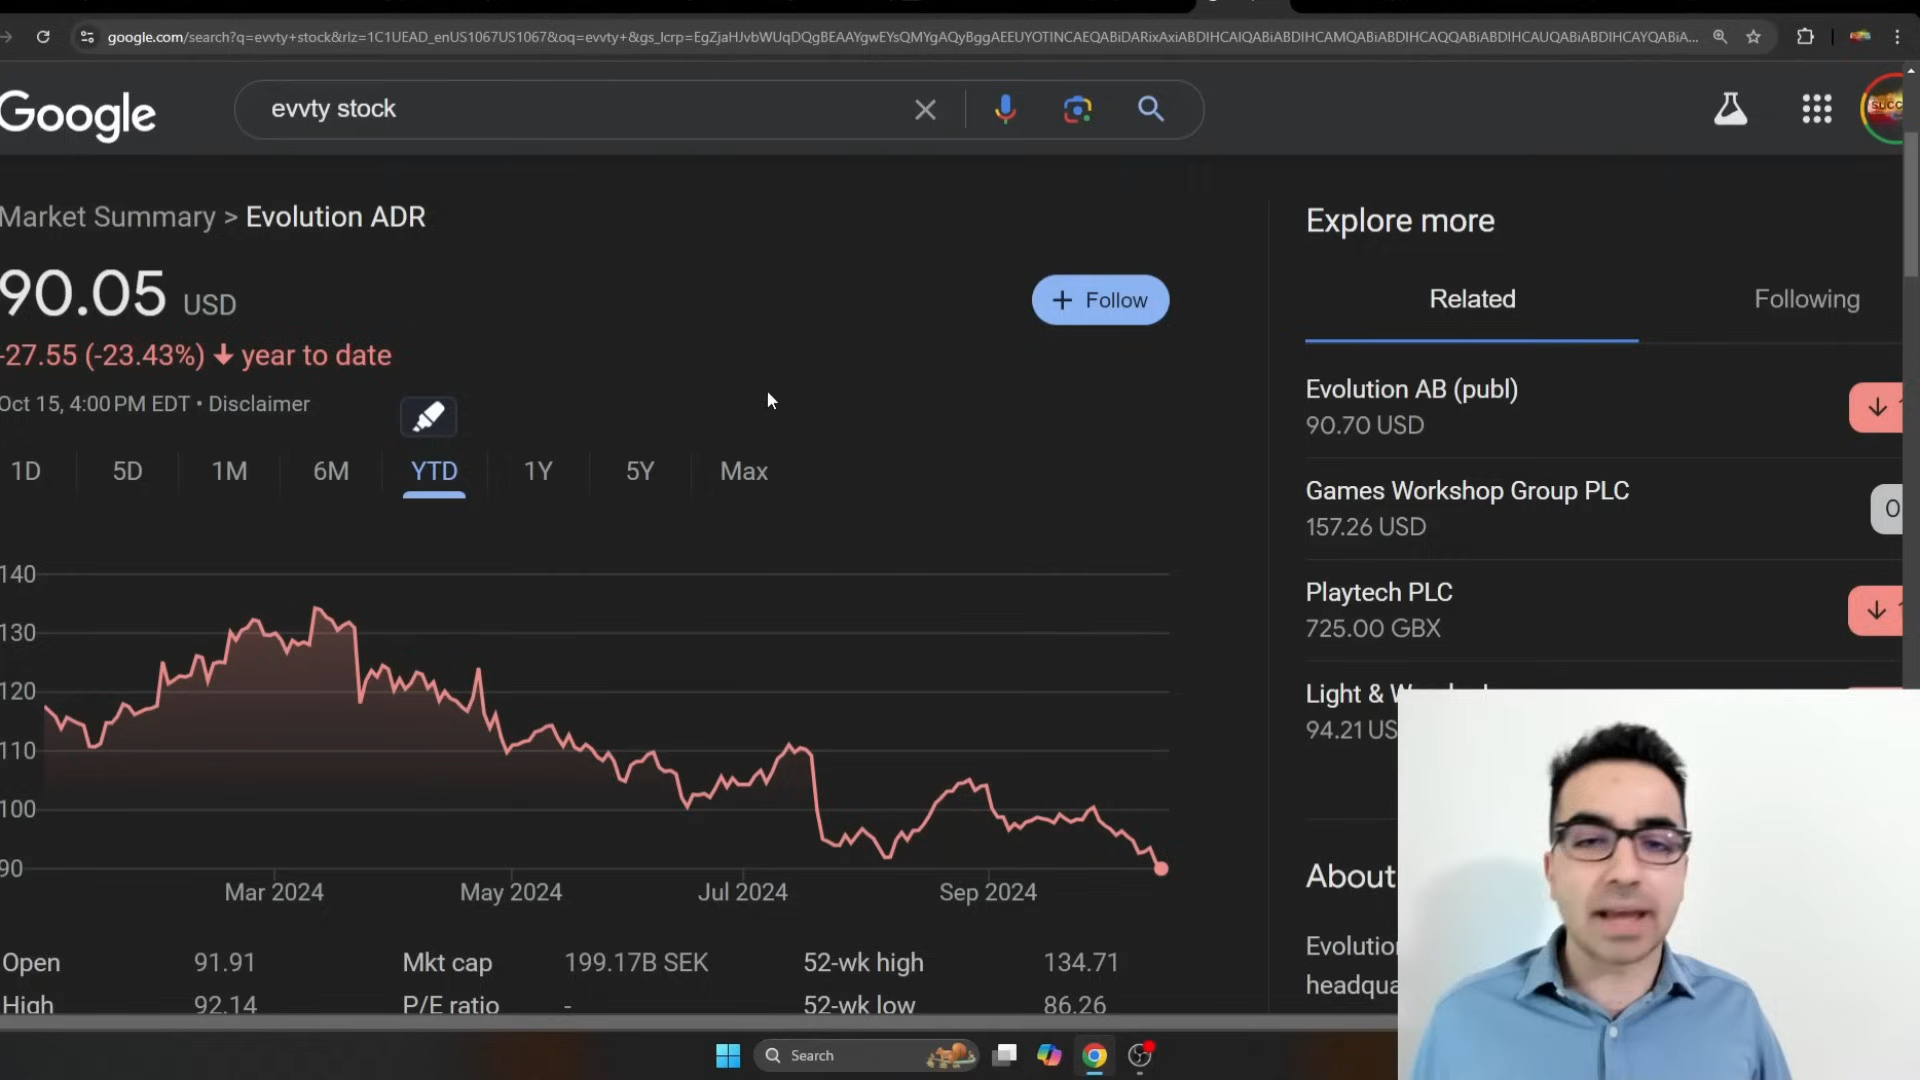 google.com/search?q=evvty+stock&rlz=1C1UEAD_enUS1067US1067&oq=evvty+&gs_lcrp=EgZjaHJvbWUqDQgBEAAYgwEYsQMYgAQyBggAEEUYOTINCAEQABiDARixAxiABDIHCAIQABiABDIHCAMQABiABDIHCAQQABiABDIHCAUQABiABDIHCAYQABiA...
Google
evvty stock
SUCC
Market Summary > Evolution ADR
90.05 USD
+ Follow
-27.55 (-23.43%) year to date
Oct 15, 4:00 PM EDT • Disclaimer
1D 5D 1M 6M YTD 1Y 5Y Max
140
130
120
110
100
90
Mar 2024 May 2024 Jul 2024 Sep 2024
Open 91.91 Mkt cap 199.17B SEK 52-wk high 134.71
High 92.14 P/E ratio - 52-wk low 86.26
Explore more
Related Following
Evolution AB (publ)
90.70 USD
Games Workshop Group PLC
157.26 USD
Playtech PLC
725.00 GBX
Light &
94.21 US
About
Evolution
headqua
Search